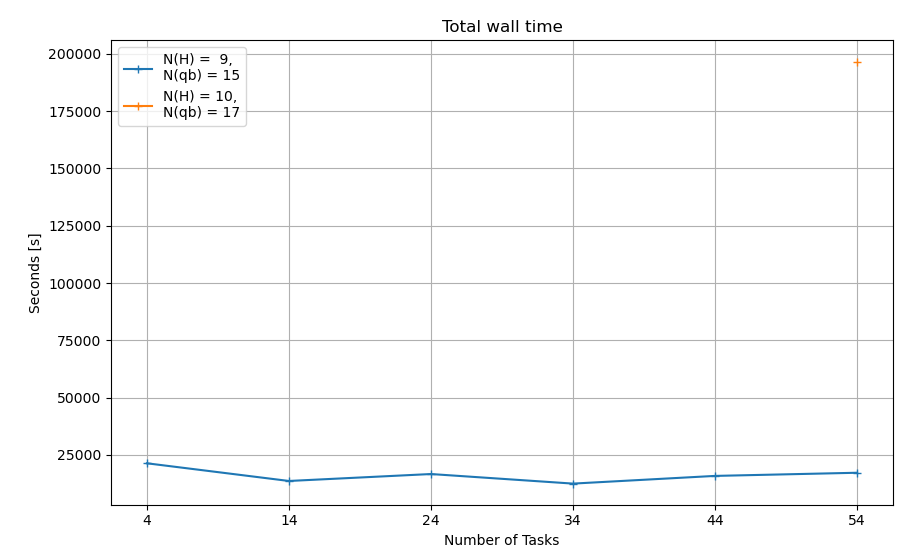 Total wall time
N(H) =  9,
N(qb) = 15
N(H) = 10,
N(qb) = 17
200000
175000
150000
125000
100000
75000
50000
25000
Seconds [s]
4 14 24 34 44 54
Number of Tasks